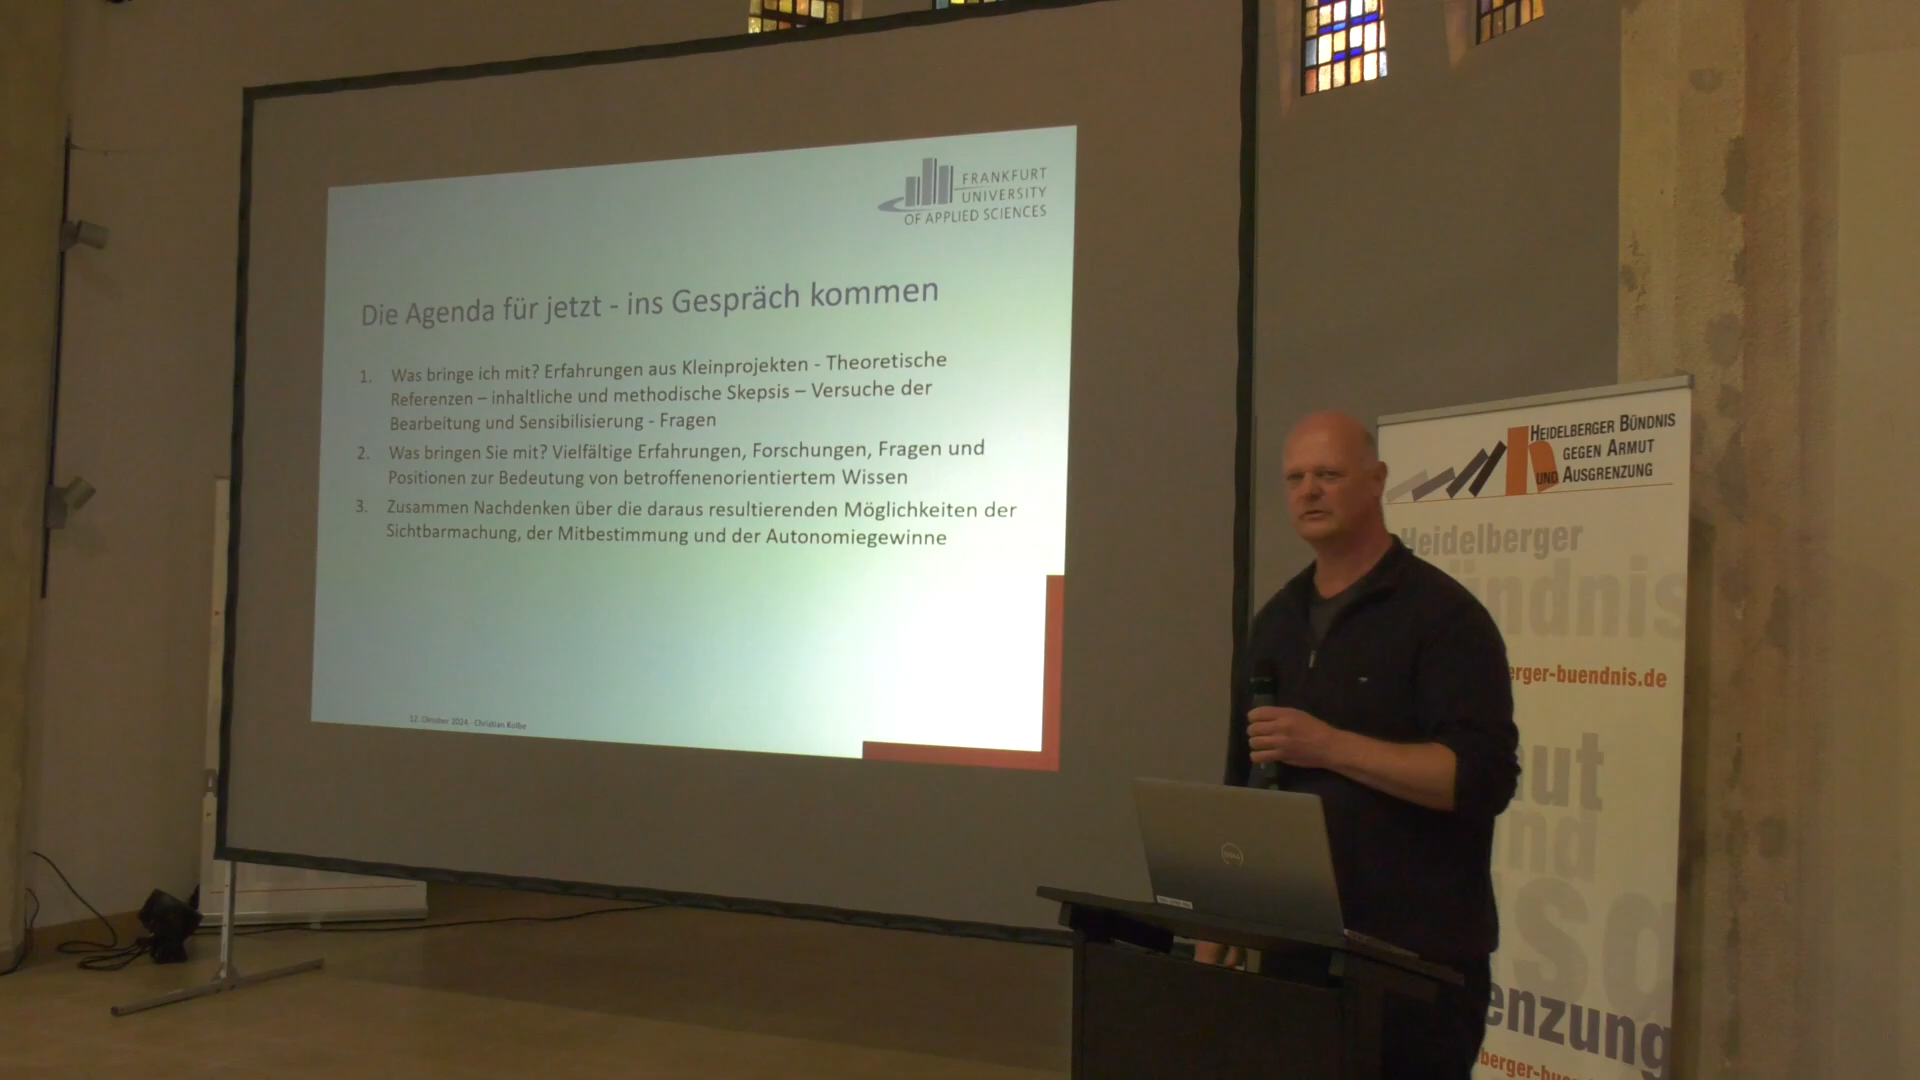 FRANKFURT
UNIVERSITY
OF APPLIED SCIENCES
Die Agenda für jetzt - ins Gespräch kommen
1. Was bringe ich mit? Erfahrungen aus Kleinprojekten - Theoretische
Referenzen – inhaltliche und methodische Skepsis – Versuche der
Bearbeitung und Sensibilisierung - Fragen
2. Was bringen Sie mit? Vielfältige Erfahrungen, Forschungen, Fragen und
Positionen zur Bedeutung von betroffenenorientiertem Wissen
3. Zusammen Nachdenken über die daraus resultierenden Möglichkeiten der
Sichtbarmachung, der Mitbestimmung und der Autonomiegewinne
12. Oktober 2024 - Christian Kolbe
HEIDELBERGER BÜNDNIS
GEGEN ARMUT
UND AUSGRENZUNG
Heidelberger
ündnis
erger-buendnis.de
ut
nd
sg
enzung
berger-bue
DELL